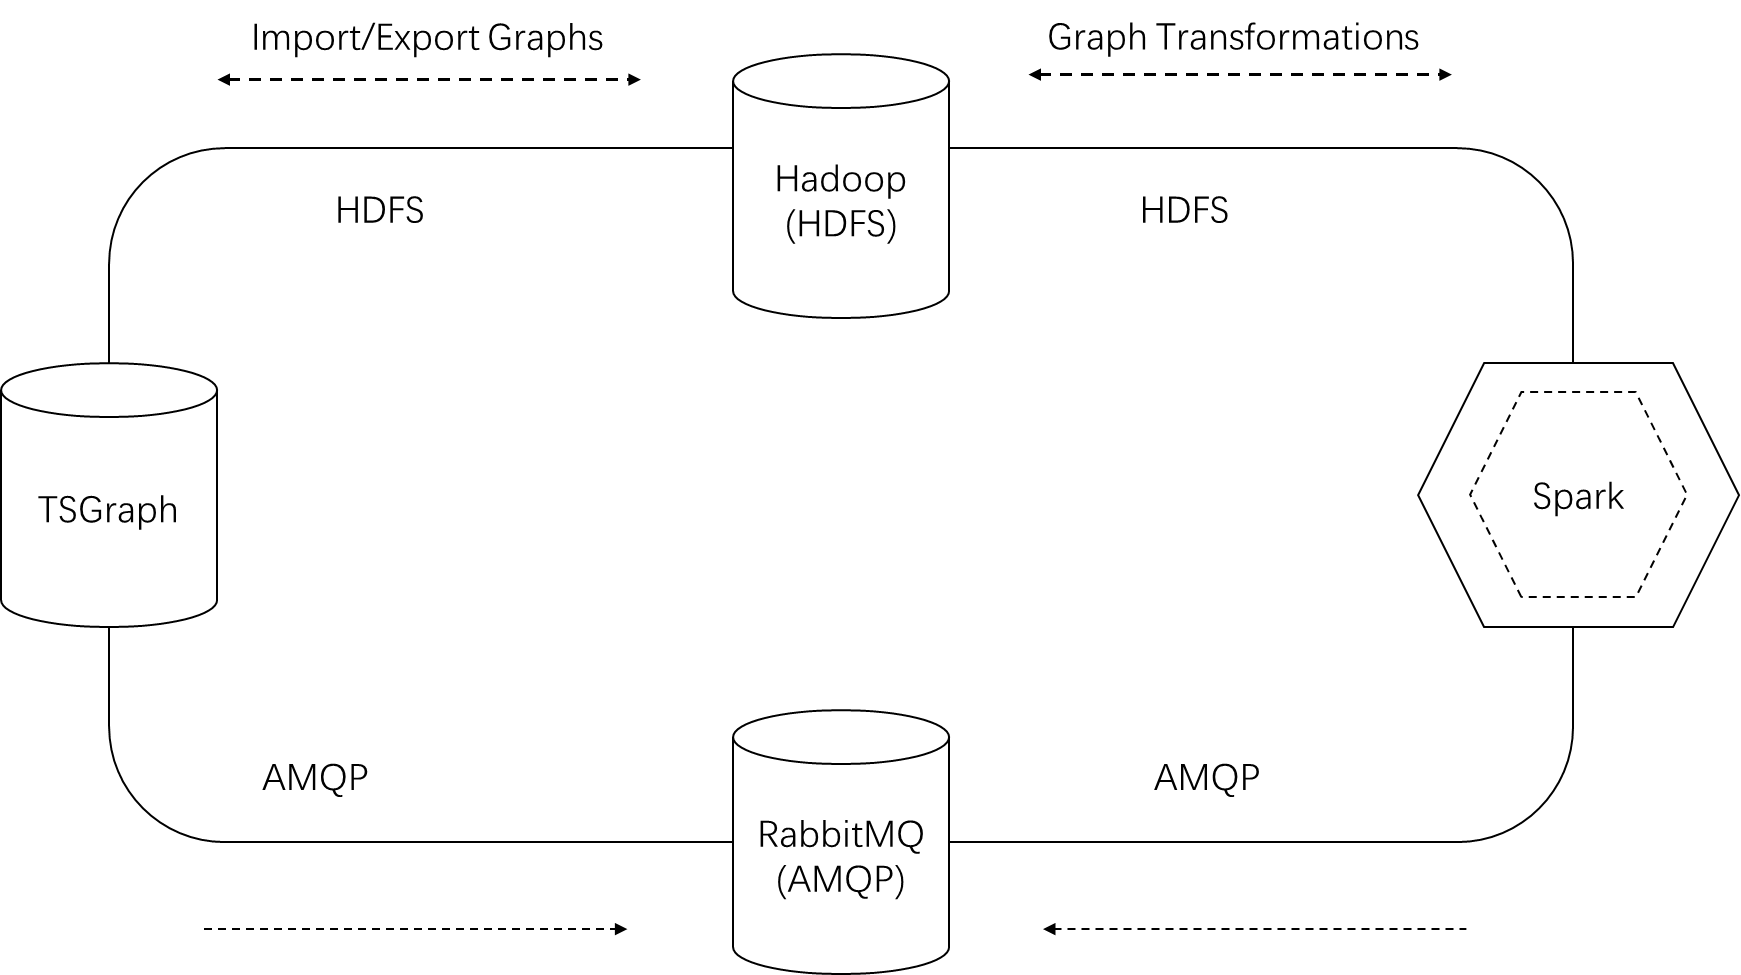 Import/Export Graphs
Graph Transformations
Hadoop
(HDFS)
HDFS
HDFS
TSGraph
Spark
AMQP
AMQP
RabbitMQ
(AMQP)